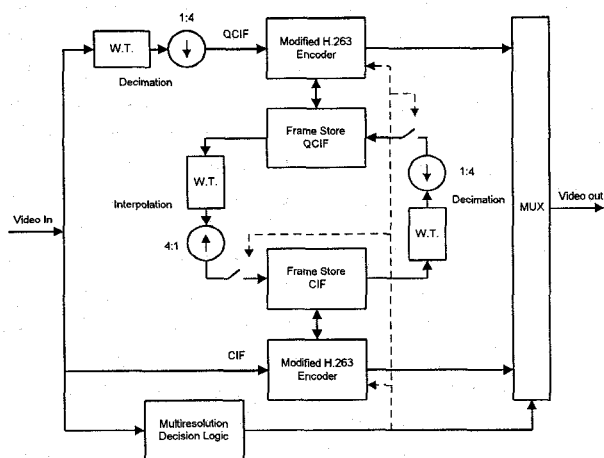 1:4
QCIF
W.T.
Decimation
Modified H.263
Encoder
Frame Store
QCIF
W.T.
Interpolation
1:4
Decimation
MUX
Video out
Video In
4:1
W.T.
Frame Store
CIF
CIF
Modified H.263
Encoder
Multiresolution
Decision Logic